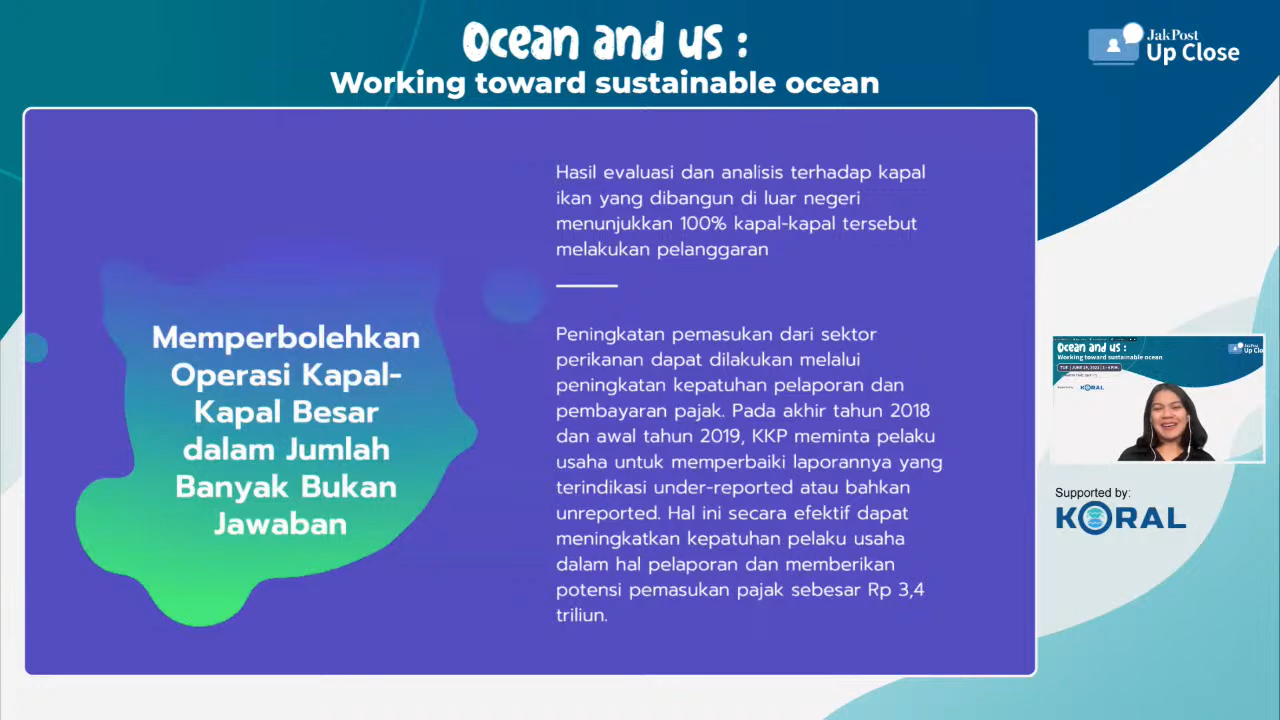 Ocean and us :
Working toward sustainable ocean
JakPost
Up Close
Memperbolehkan
Operasi Kapal-
Kapal Besar
dalam Jumlah
Banyak Bukan
Jawaban
Hasil evaluasi dan analisis terhadap kapal
ikan yang dibangun di luar negeri
menunjukkan 100% kapal-kapal tersebut
melakukan pelanggaran
Peningkatan pemasukan dari sektor
perikanan dapat dilakukan melalui
peningkatan kepatuhan pelaporan dan
pembayaran pajak. Pada akhir tahun 2018
dan awal tahun 2019, KKP meminta pelaku
usaha untuk memperbaiki laporannya yang
terindikasi under-reported atau bahkan
unreported. Hal ini secara efektif dapat
meningkatkan kepatuhan pelaku usaha
dalam hal pelaporan dan memberikan
potensi pemasukan pajak sebesar Rp 3,4
triliun.
Ocean and us :
Working toward sustainable ocean
Up Clo
KORAL
Supported by:
KORAL